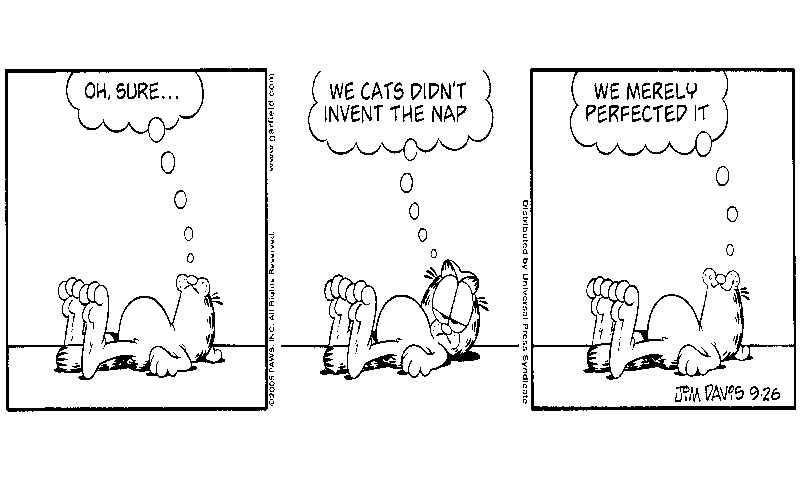 OH, SURE...
www.garfield.com
©2005 PAWS, INC. All Rights Reserved.
WE CATS DIDN'T
INVENT THE NAP
Distributed by Universal Press Syndicate
WE MERELY
PERFECTED IT
JIM DAVIS 9·26